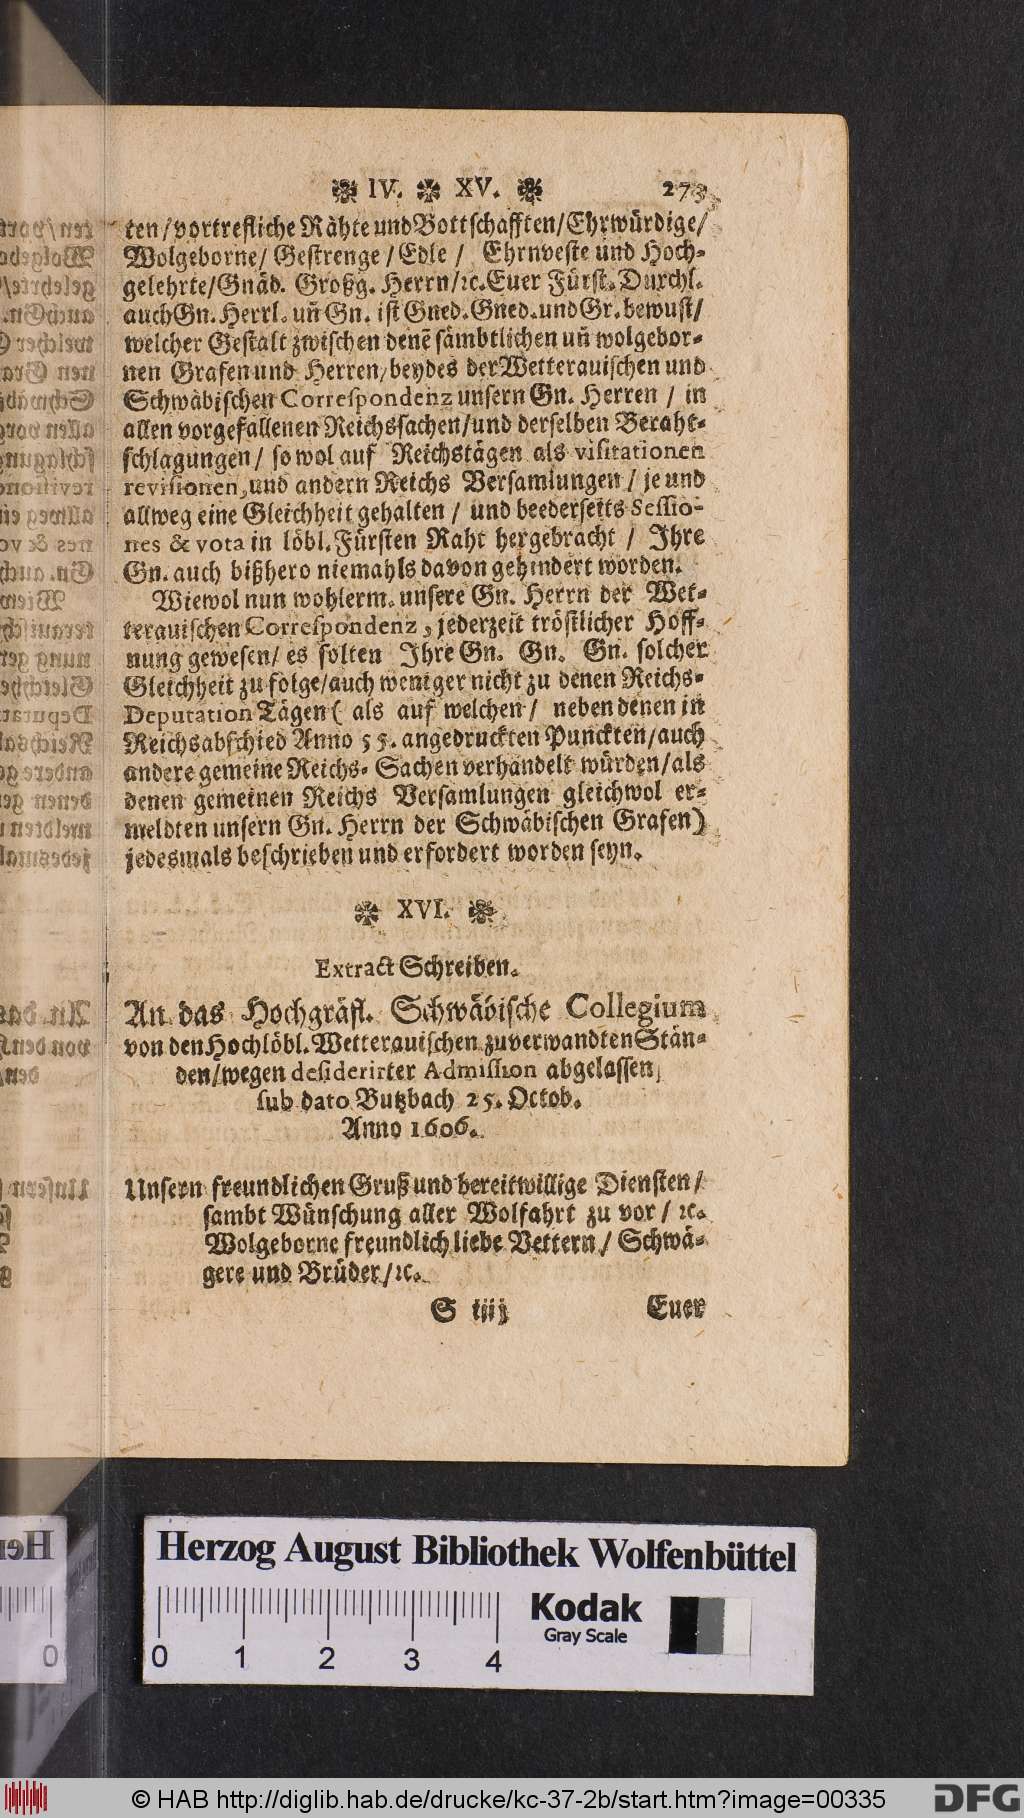 IV. XV. 273
ten/vortrefliche Rähte und Bottschafften/Ehrwürdige/
Wolgeborne/ Gestrenge/Edle / Ehrnveste und Hoch-
gelehrte/Gnäd. Großg. Herrn/ꝛc. Euer Fürst. Durchl.
auch Gn. Herrl. uñ Gn. ist Gned. Gned. und Gr. bewust/
welcher Gestalt zwischen denē sämbtlichen uñ wolgebor-
nen Grafen und Herren/beydes der Wetterauischen und
Schwäbischen Correspondenz unsern Gn. Herren / in
allen vorgefallenen Reichssachen/und derselben Beraht-
schlagungen/ so wol auf Reichstägen als visitationen
revisionen, und andern Reichs Versamlungen / je und
allweg eine Gleichheit gehalten / und beederseits Sessio-
nes & vota in löbl. Fürsten Raht hergebracht / Ihre
Gn. auch bißhero niemahls davon gehindert worden.
Wiewol nun wohlerm. unsere Gn. Herrn der Wet-
terauischen Correspondenz, jederzeit tröstlicher Hoff-
nung gewesen/ es solten Ihre Gn. Gn. Gn. solcher
Gleichheit zu folge/auch weniger nicht zu denen Reichs-
Deputation Tägen ( als auf welchen / neben denen in
Reichsabschied Anno 55. angedruckten Punckten/auch
andere gemeine Reichs- Sachen verhandelt würden/als
denen gemeinen Reichs Versamlungen gleichwol er-
meldten unsern Gn. Herrn der Schwäbischen Grafen)
jedesmals beschrieben und erfordert worden seyn.
XVI.
Extract Schreiben.
An das Hochgräfl. Schwäbische Collegium
von den Hochlöbl. Wetterauischen zuverwandten Stän-
den/wegen desiderirter Admission abgelassen,
sub dato Butzbach 25. Octob.
Anno 1606.
Unsern freundlichen Gruß und bereitwillige Diensten/
sambt Wünschung aller Wolfahrt zu vor / ꝛc.
Wolgeborne freundlich liebe Vettern / Schwä-
gere und Brüder/ꝛc.
S iiij Euer
Herzog August Bibliothek Wolfenbüttel
Kodak
Gray Scale
0 1 2 3 4
© HAB http://diglib.hab.de/drucke/kc-37-2b/start.htm?image=00335
DFG